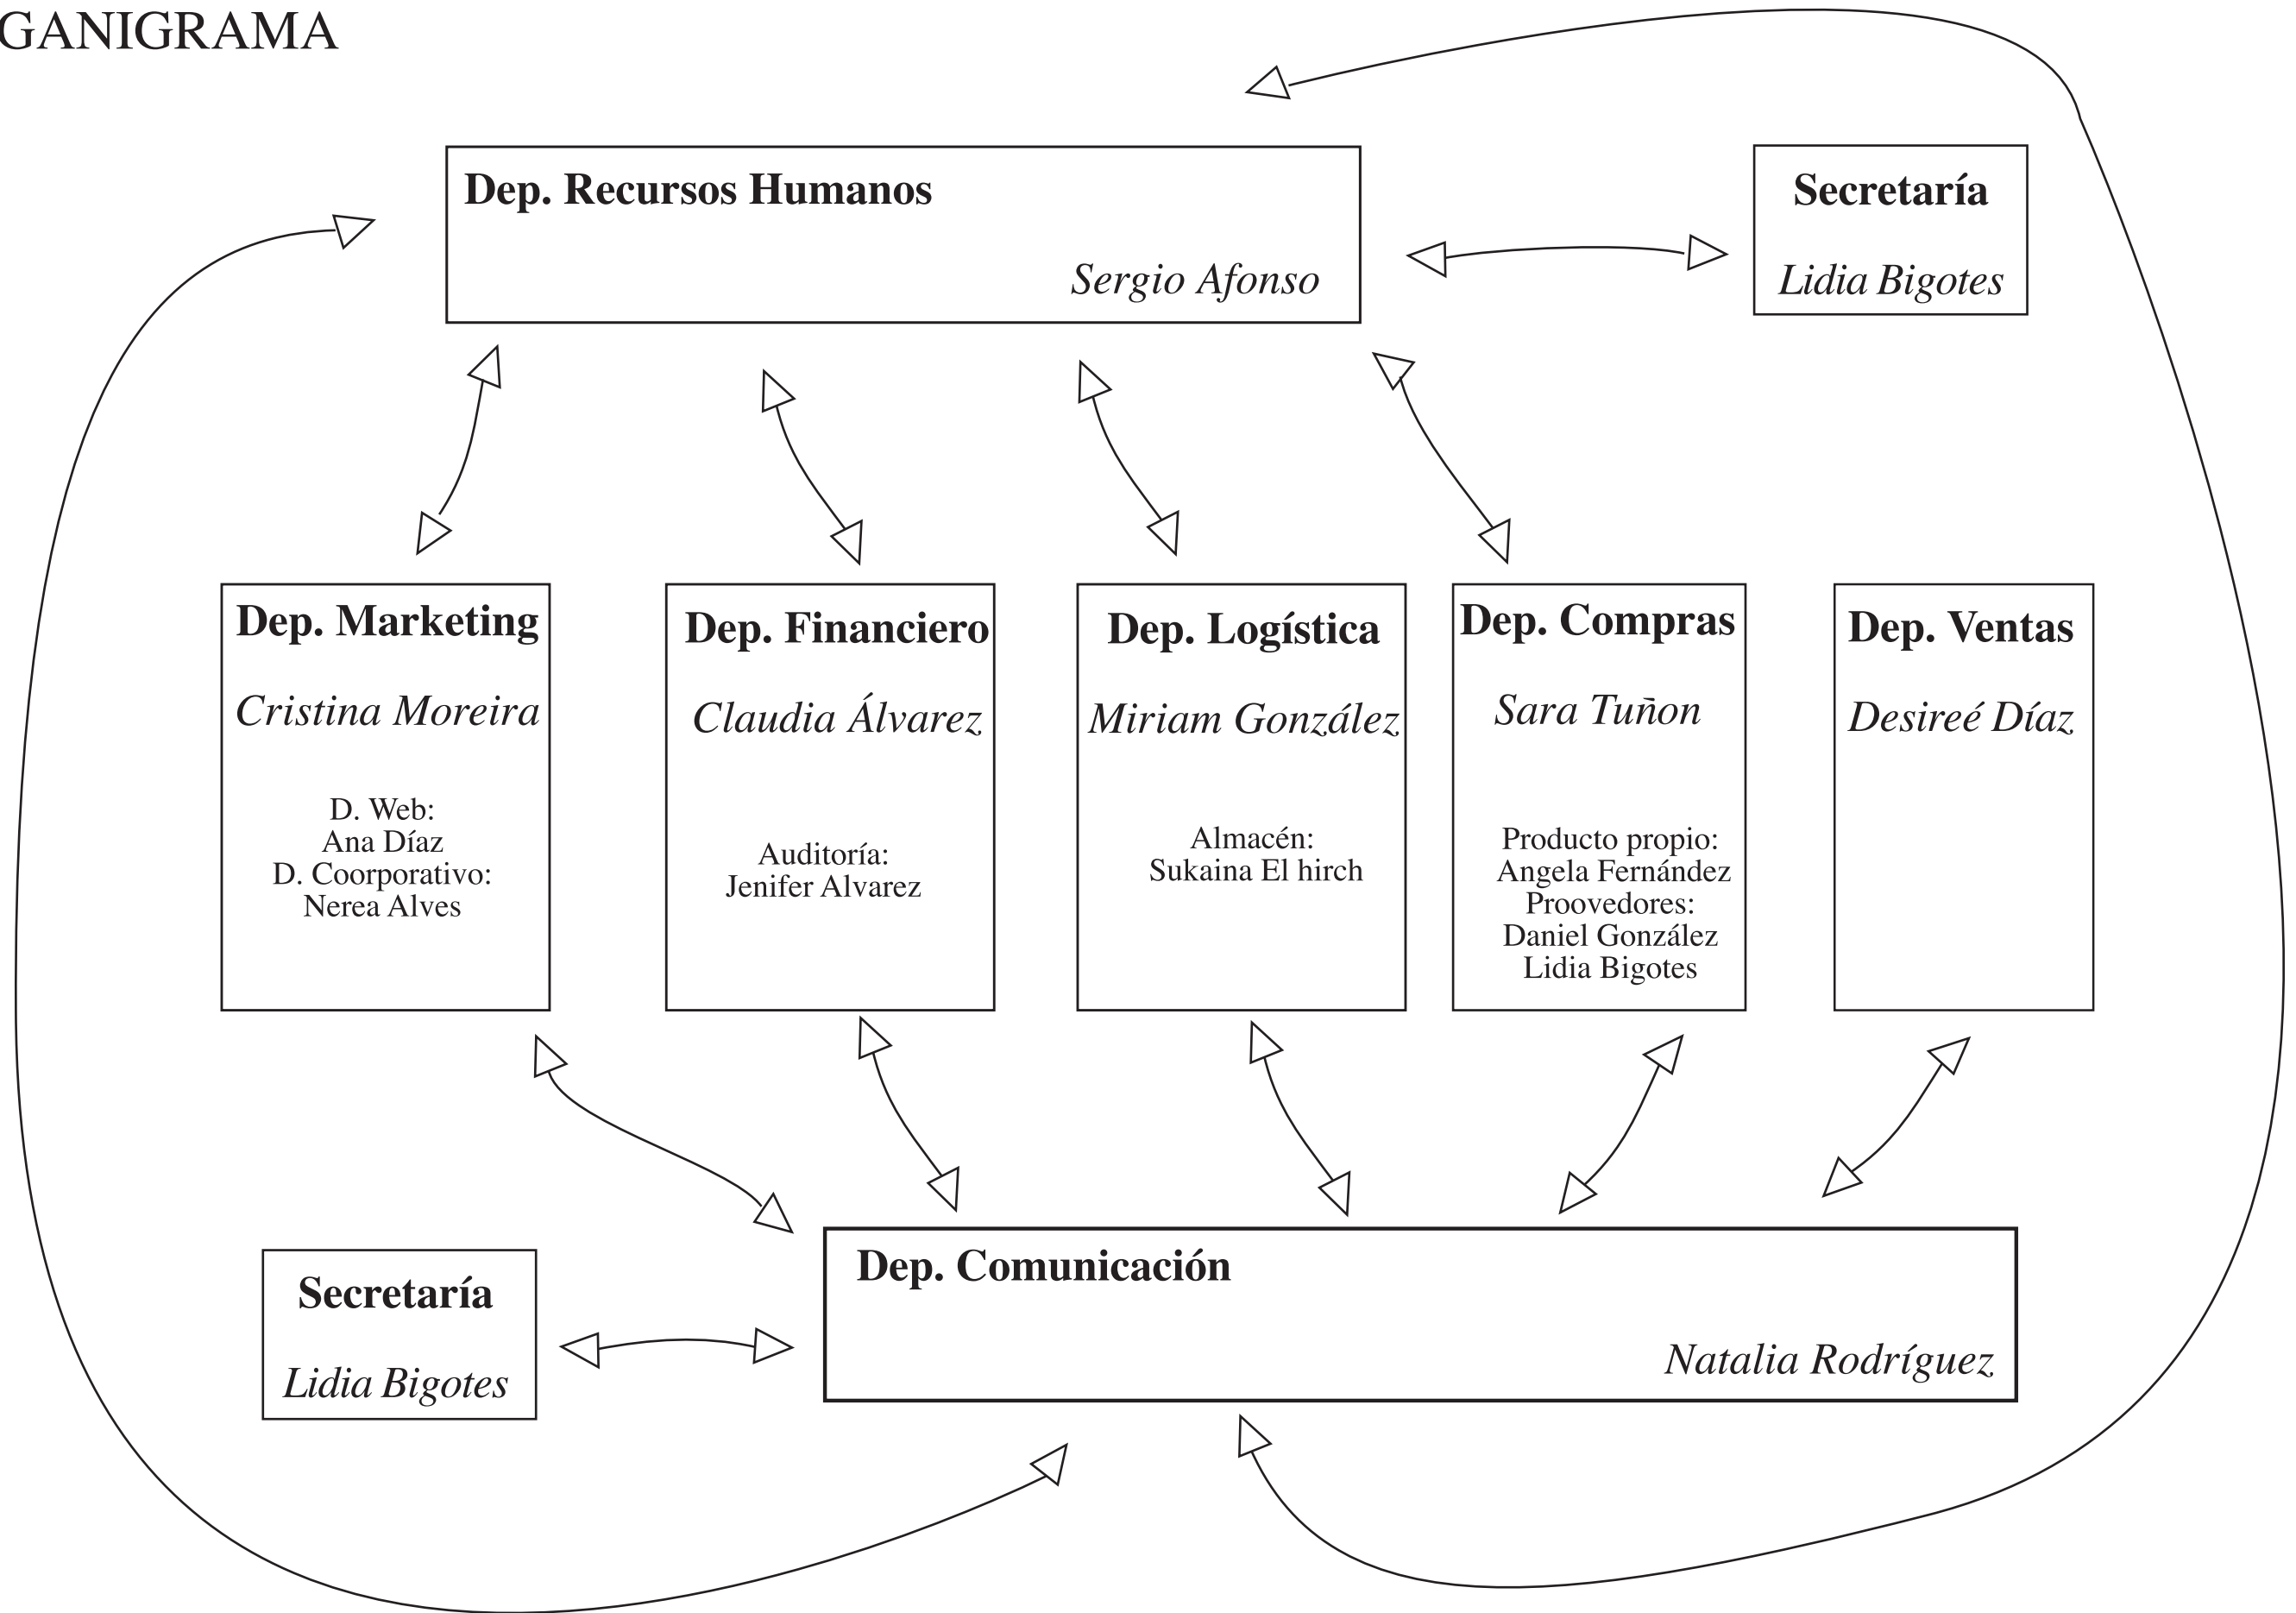 GANIGRAMA
Dep. Recursos Humanos
Sergio Afonso
Secretaría
Lidia Bigotes
Dep. Marketing
Cristina Moreira
D. Web:
Ana Díaz
D. Coorporativo:
Nerea Alves
Dep. Financiero
Claudia Álvarez
Auditoría:
Jenifer Alvarez
Dep. Logística
Miriam González
Almacén:
Sukaina El hirch
Dep. Compras
Sara Tuñon
Producto propio:
Angela Fernández
Proovedores:
Daniel González
Lidia Bigotes
Dep. Ventas
Desireé Díaz
Secretaría
Lidia Bigotes
Dep. Comunicación
Natalia Rodríguez